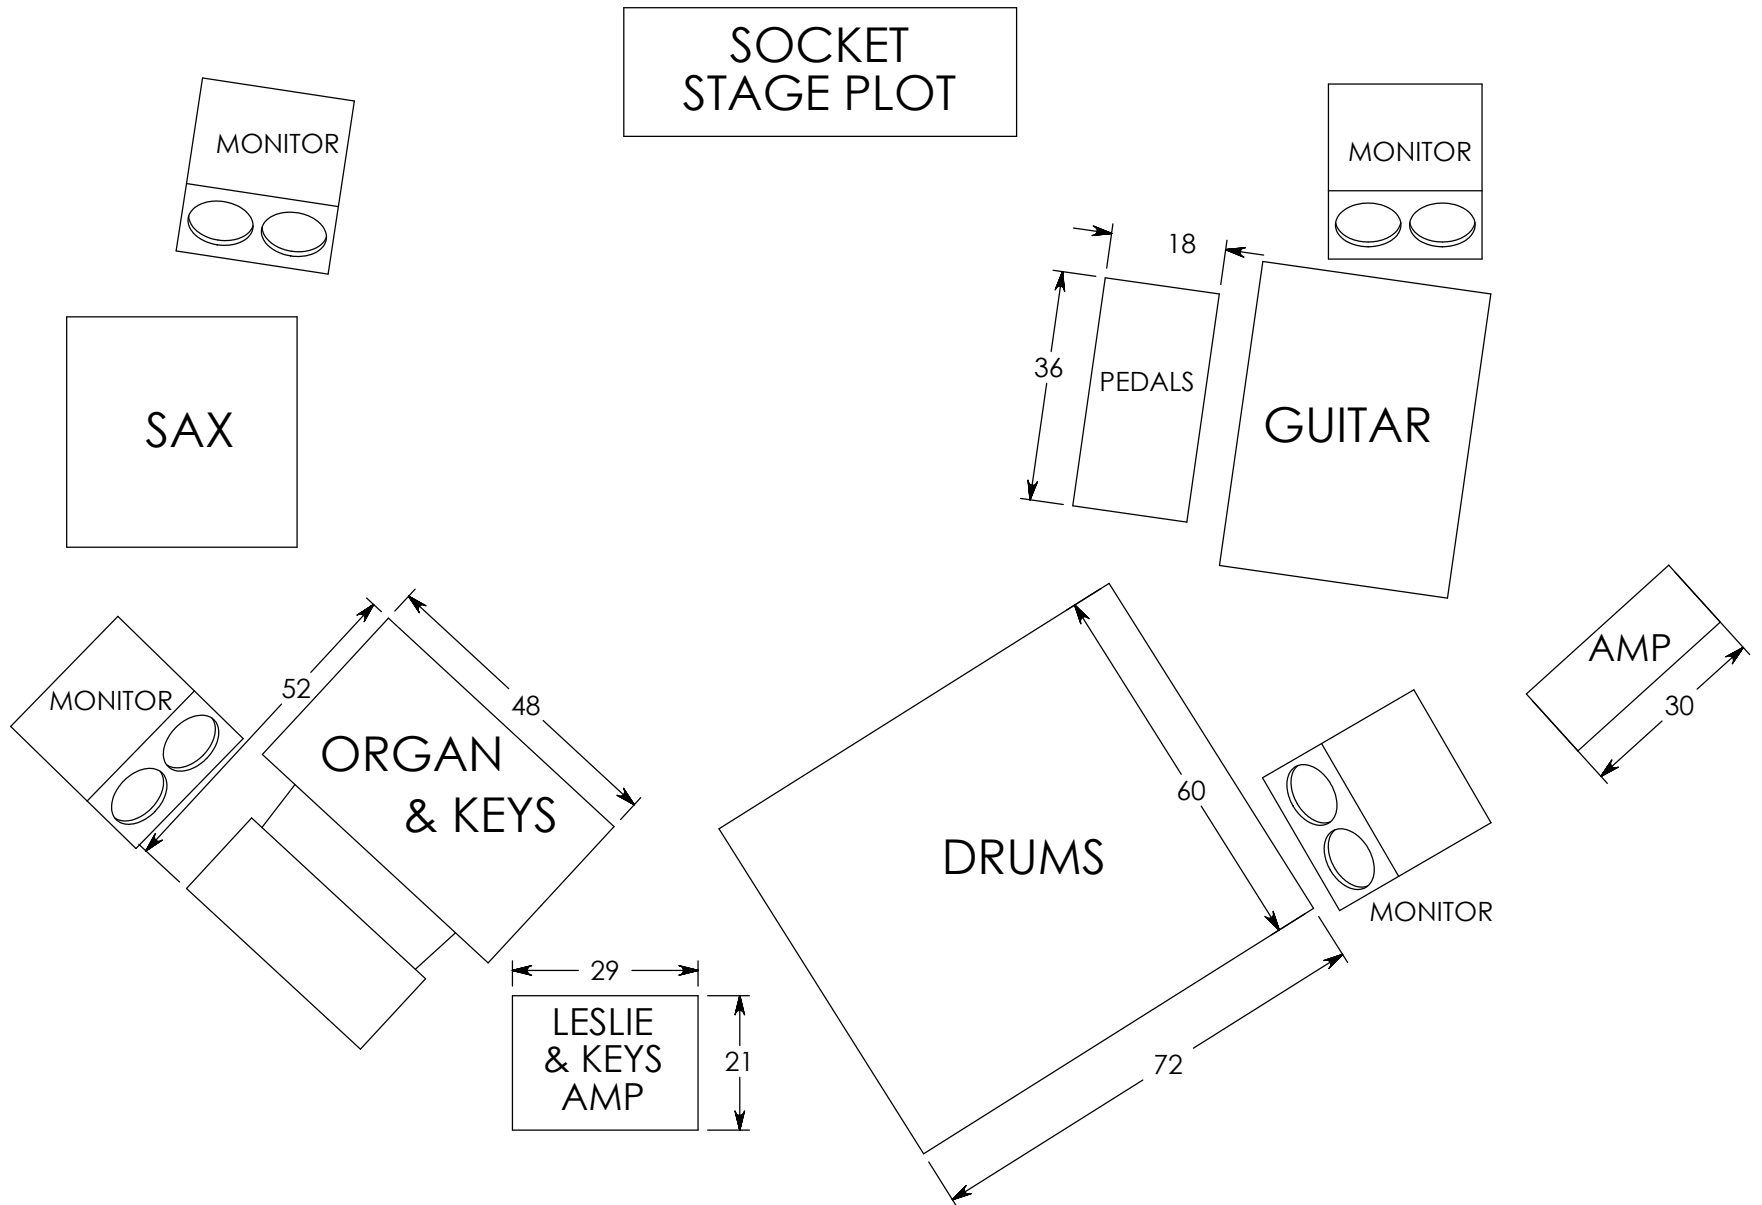 SOCKET
STAGE PLOT
MONITOR
MONITOR
18
36
PEDALS
SAX
GUITAR
AMP
30
MONITOR
52
48
ORGAN
& KEYS
60
DRUMS
MONITOR
29
LESLIE
& KEYS
AMP
21
72